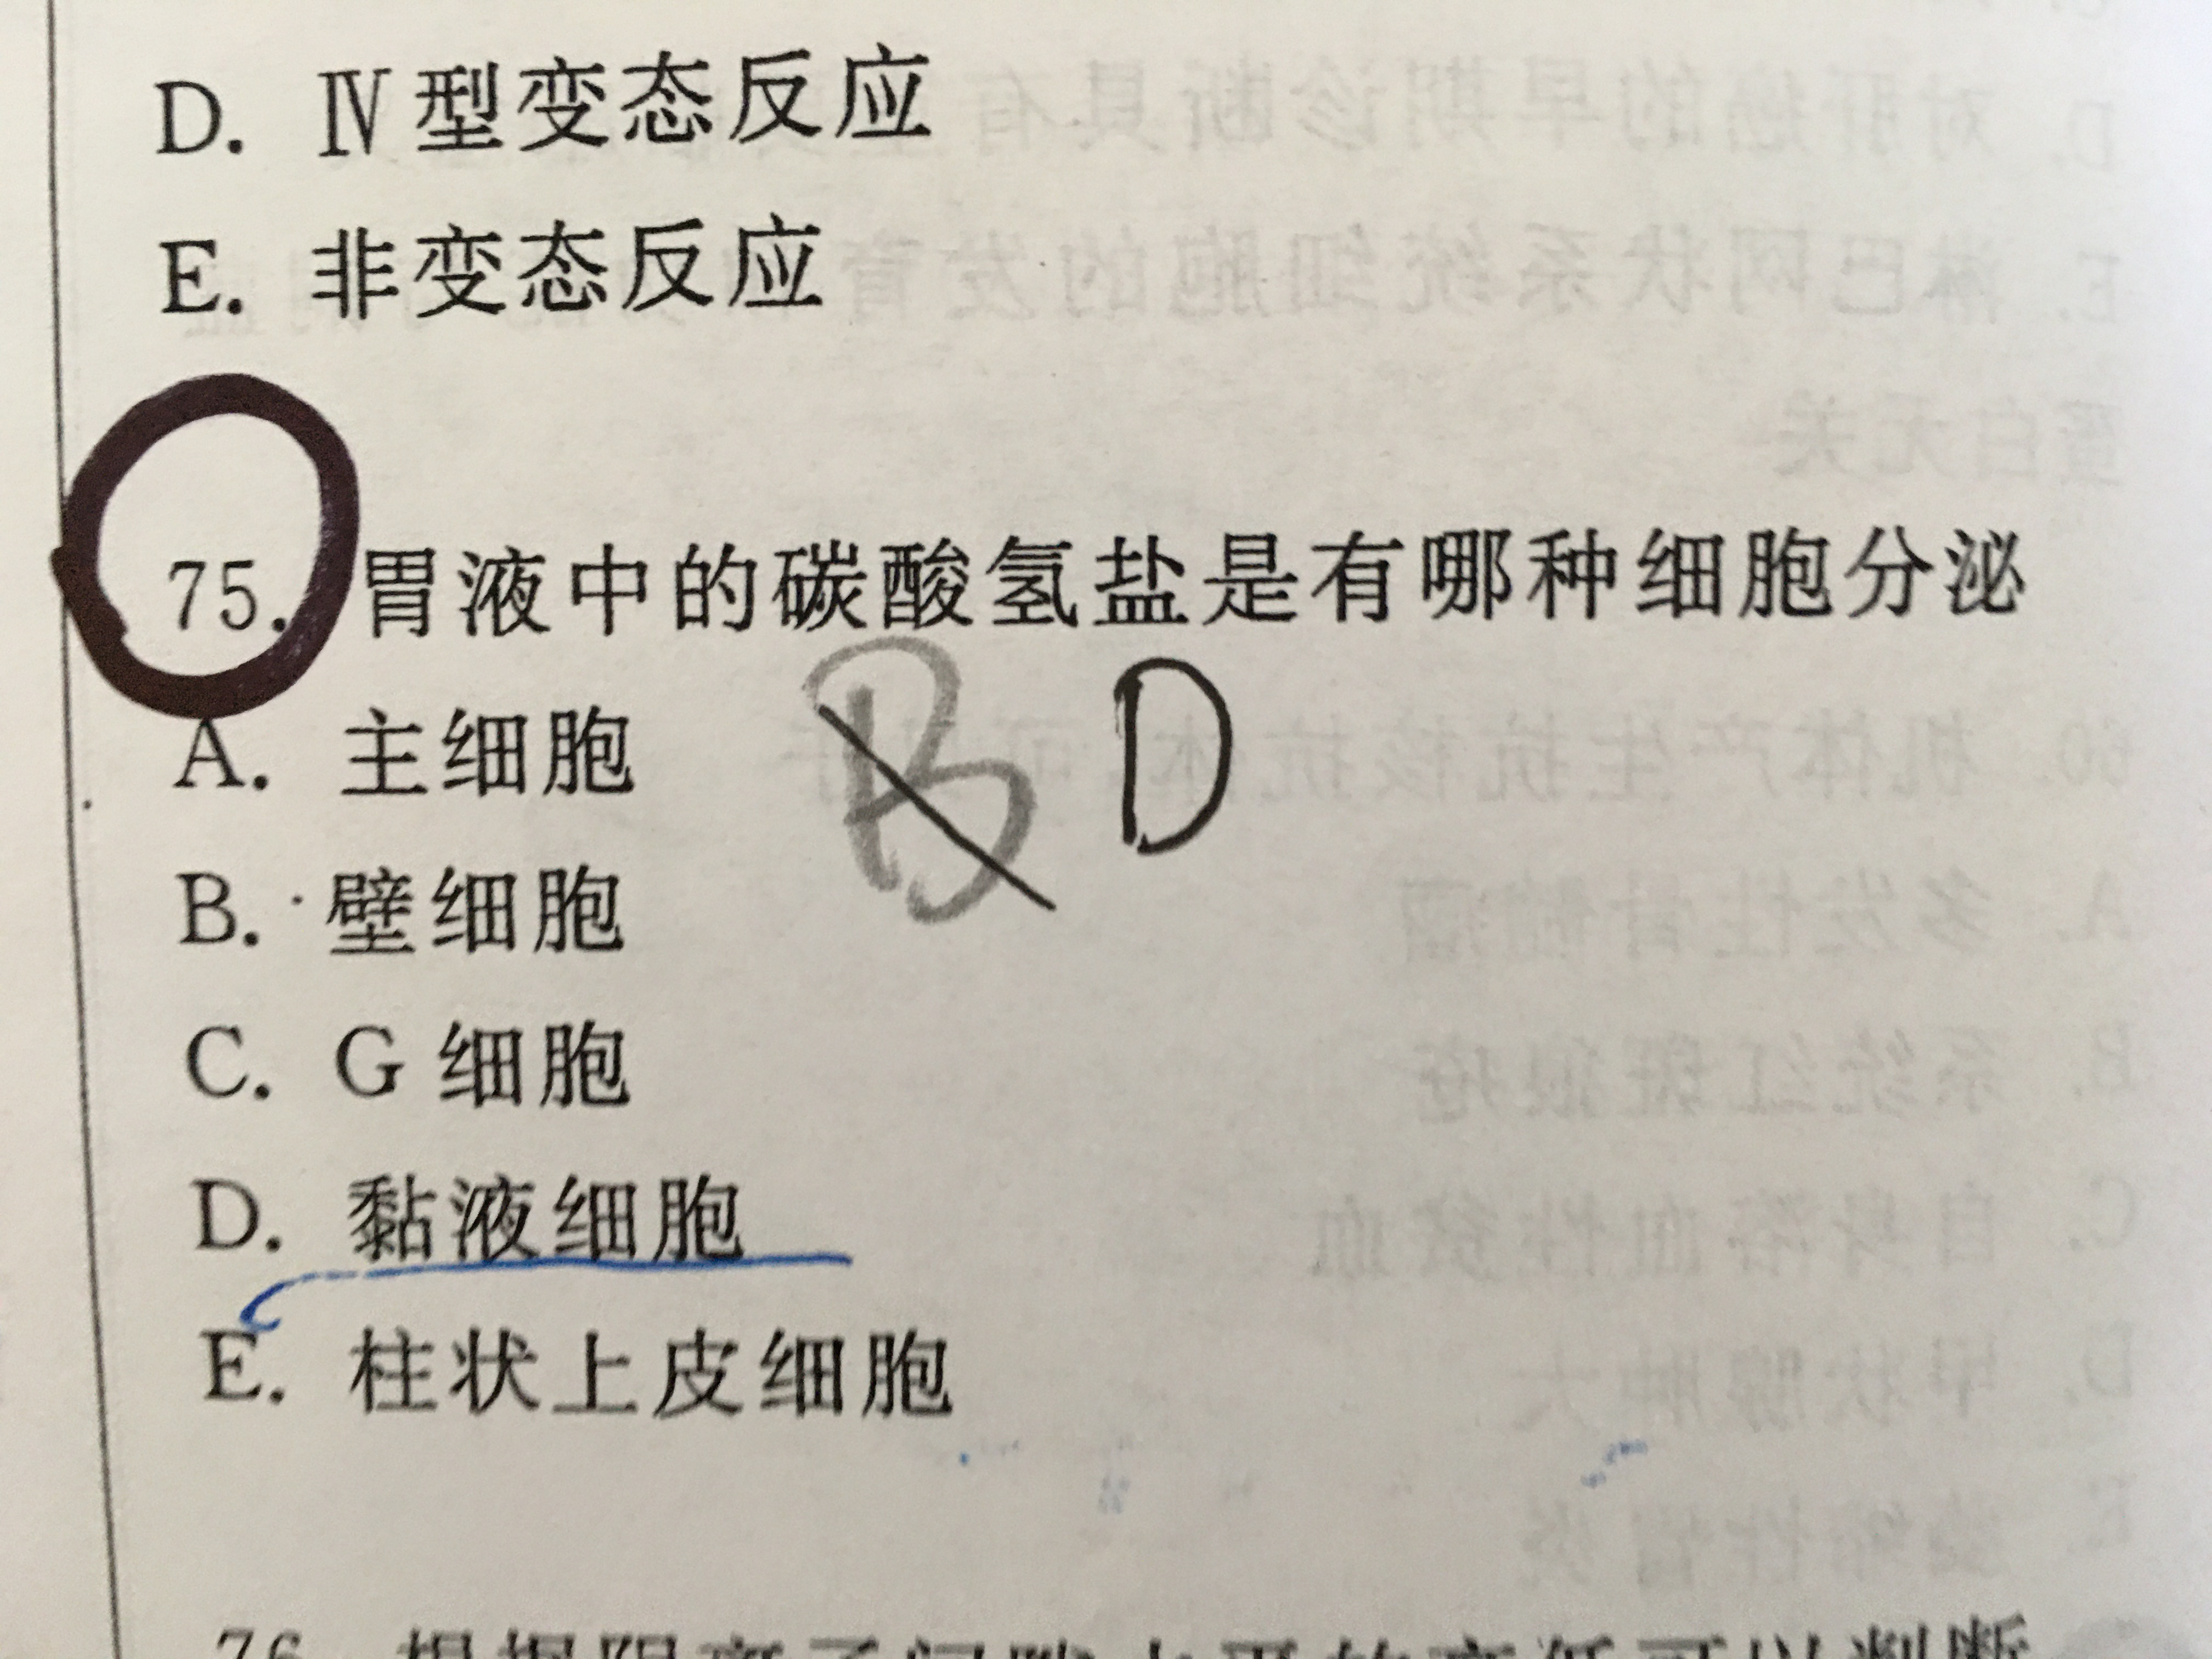 D. Ⅳ型变态反应
E. 非变态反应
75. 胃液中的碳酸氢盐是有哪种细胞分泌
A. 主细胞
B. 壁细胞
B D
C. G 细胞
D. 黏液细胞
E. 柱状上皮细胞
76